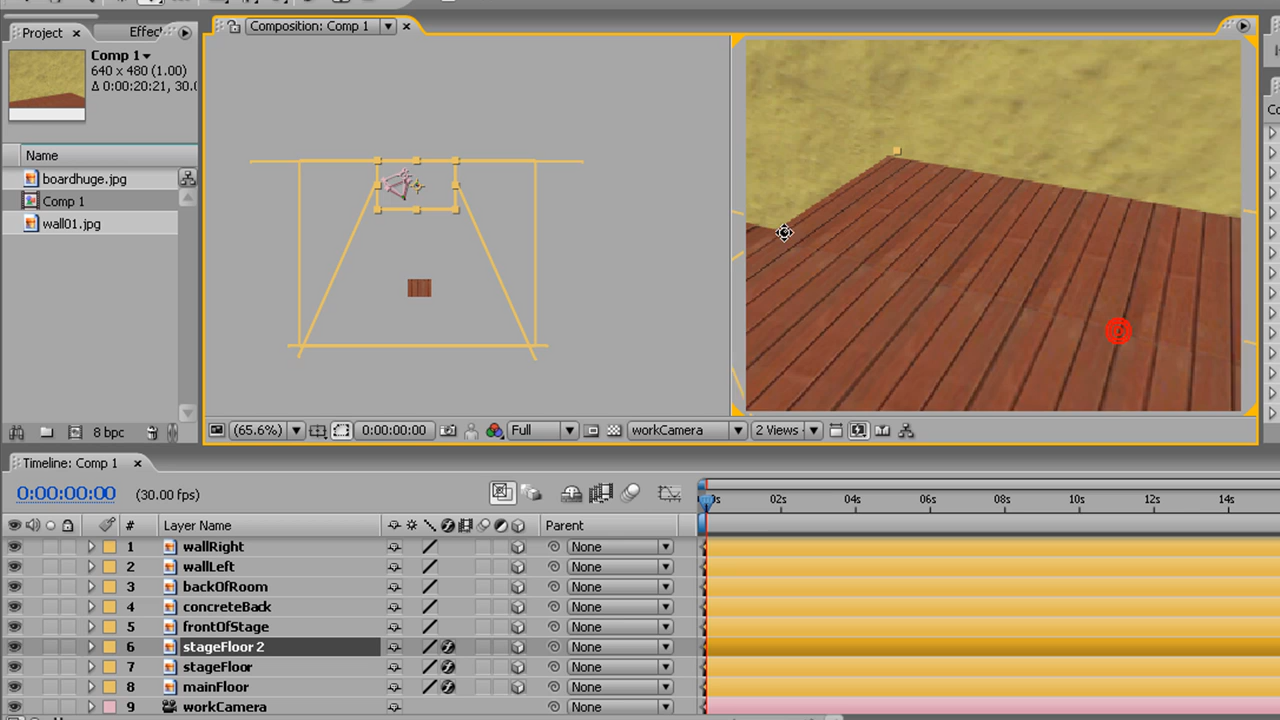 Project
Effec
Comp 1
640 x 480 (1.00)
Δ 0:00:20:21, 30.0
Name
boardhuge.jpg
Comp 1
wall01.jpg
8 bpc
Composition: Comp 1
Co
(65.6%)
0:00:00:00
Full
workCamera
2 Views
Timeline: Comp 1
0:00:00:00
(30.00 fps)
0s 02s 04s 06s 08s 10s 12s 14s
# Layer Name Parent
1 wallRight None
2 wallLeft None
3 backOfRoom None
4 concreteBack None
5 frontOfStage None
6 stageFloor 2 None
7 stageFloor None
8 mainFloor None
9 workCamera None